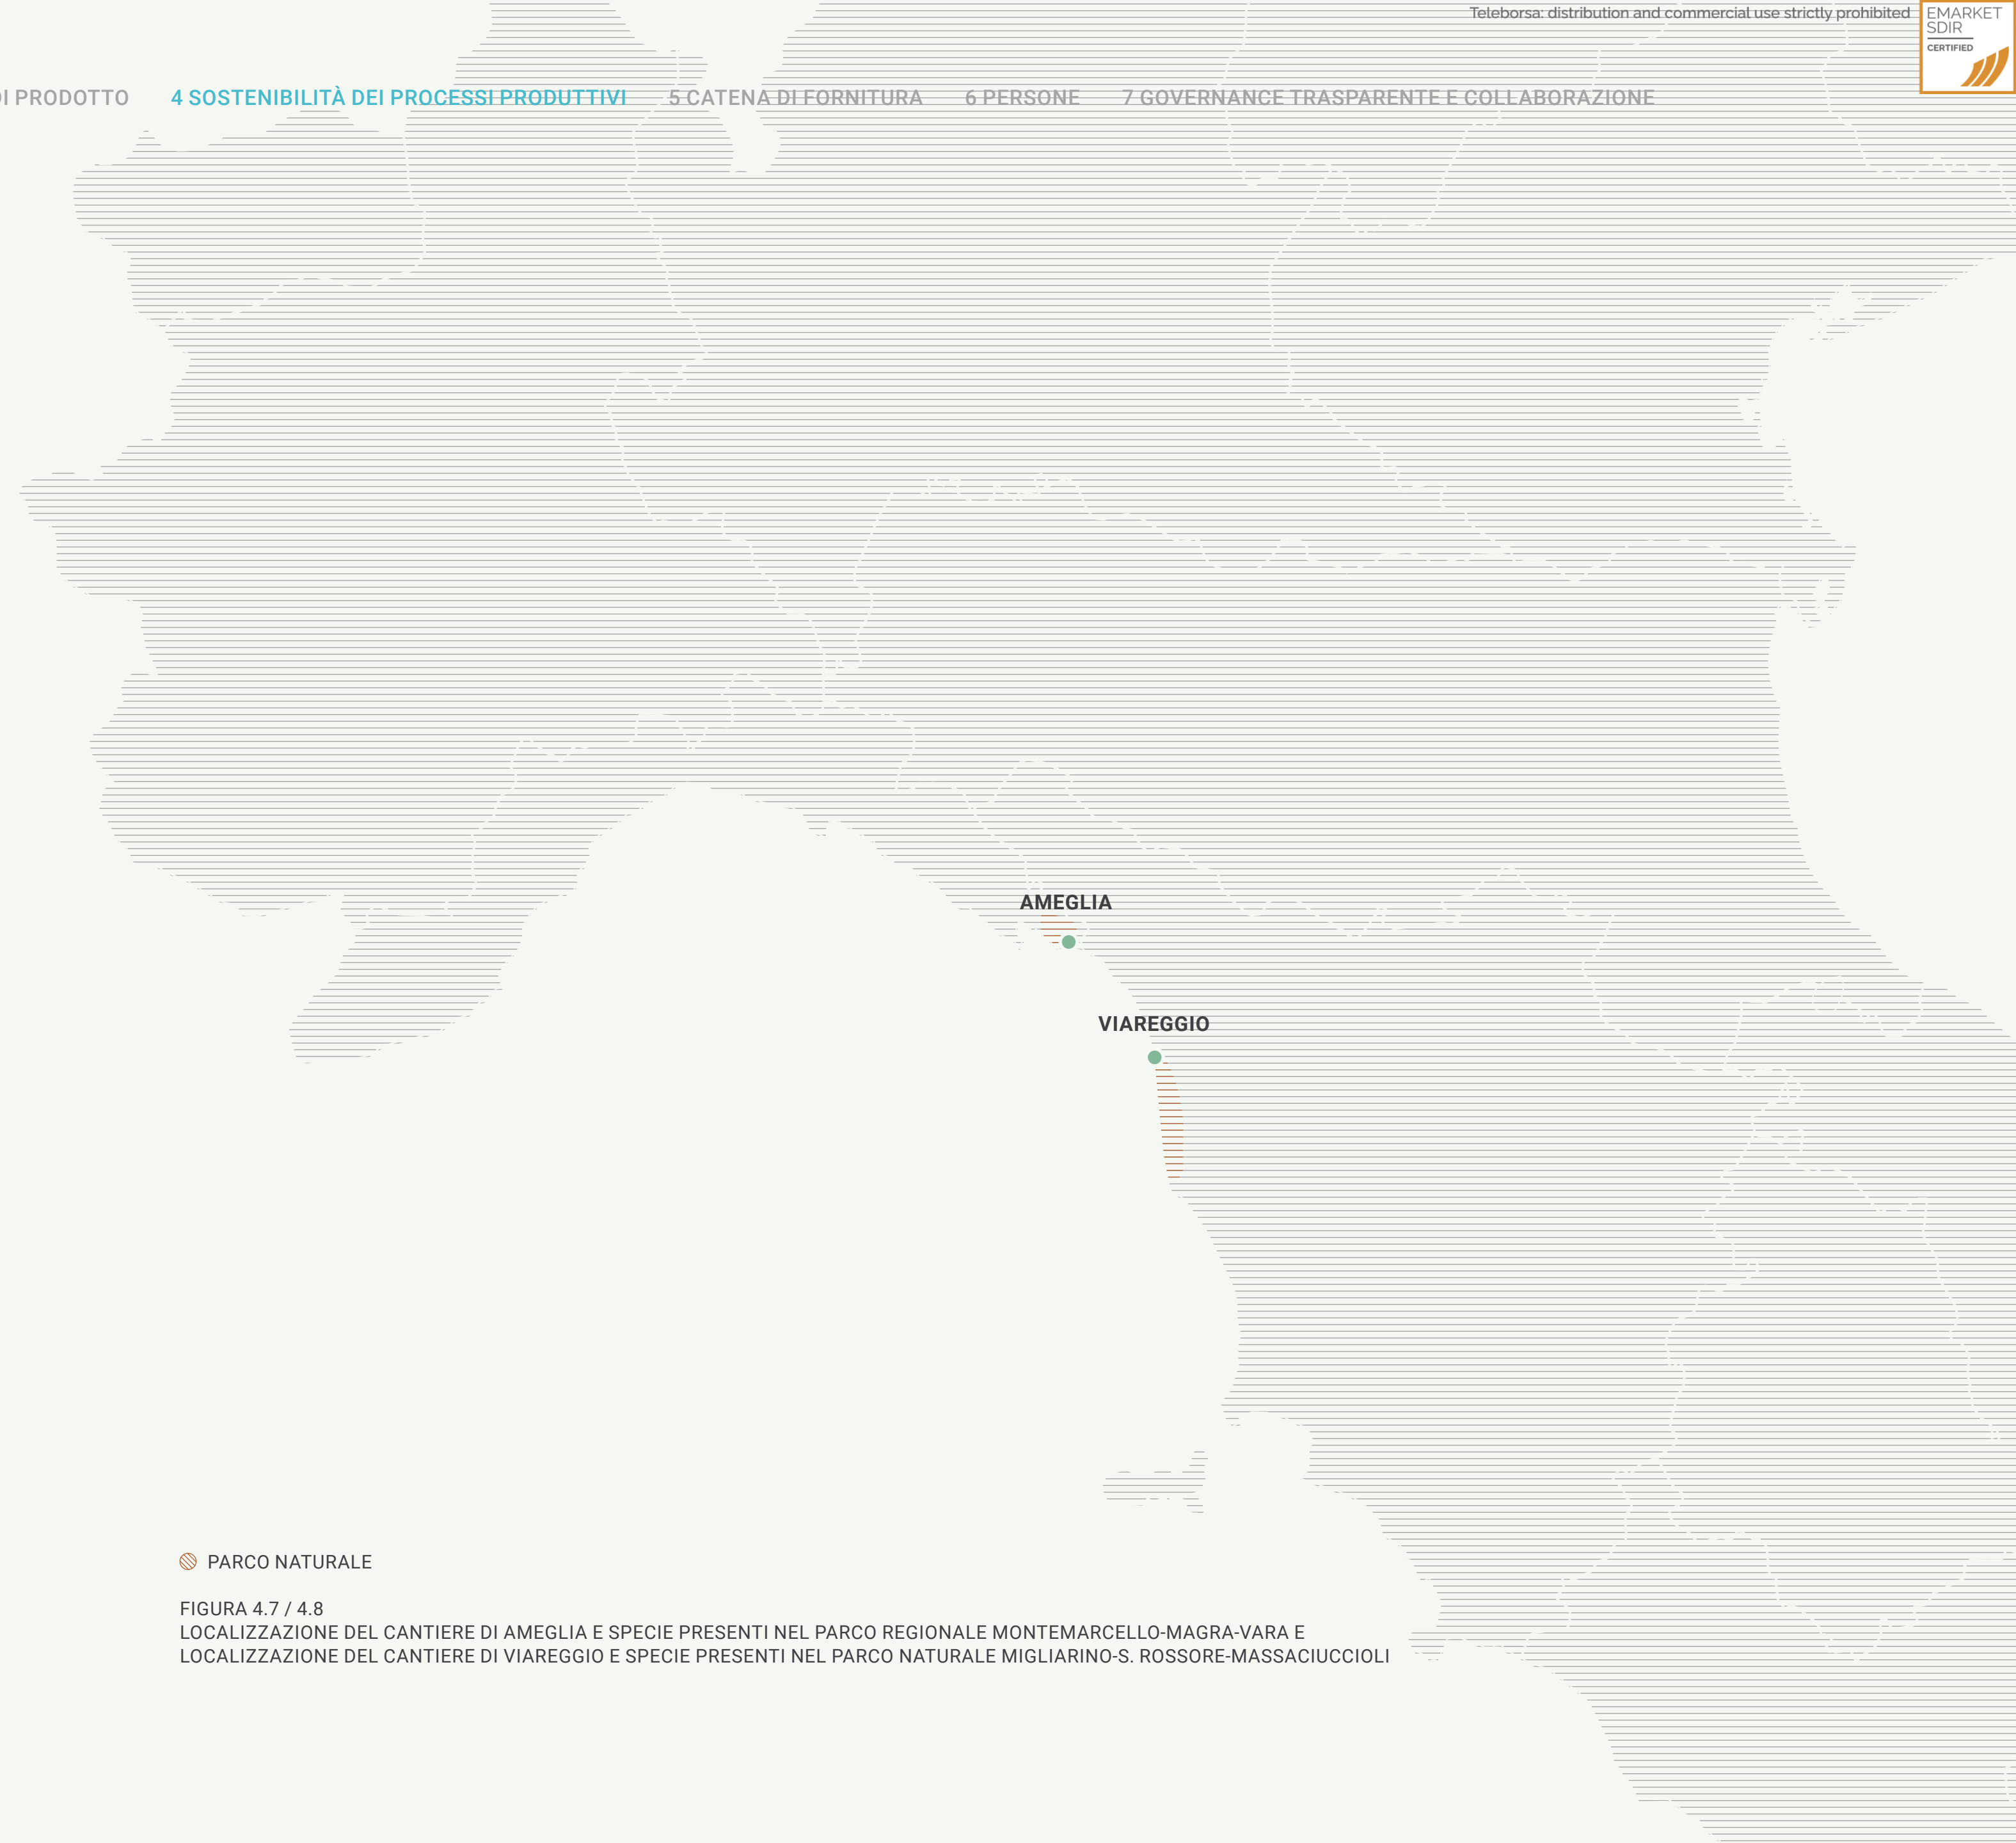 Teleborsa: distribution and commercial use strictly prohibited
EMARKET
SDIR
CERTIFIED
DI PRODOTTO 4 SOSTENIBILITÀ DEI PROCESSI PRODUTTIVI 5 CATENA DI FORNITURA 6 PERSONE 7 GOVERNANCE TRASPARENTE E COLLABORAZIONE
AMEGLIA
VIAREGGIO
PARCO NATURALE
FIGURA 4.7 / 4.8
LOCALIZZAZIONE DEL CANTIERE DI AMEGLIA E SPECIE PRESENTI NEL PARCO REGIONALE MONTEMARCELLO-MAGRA-VARA E
LOCALIZZAZIONE DEL CANTIERE DI VIAREGGIO E SPECIE PRESENTI NEL PARCO NATURALE MIGLIARINO-S. ROSSORE-MASSACIUCCIOLI